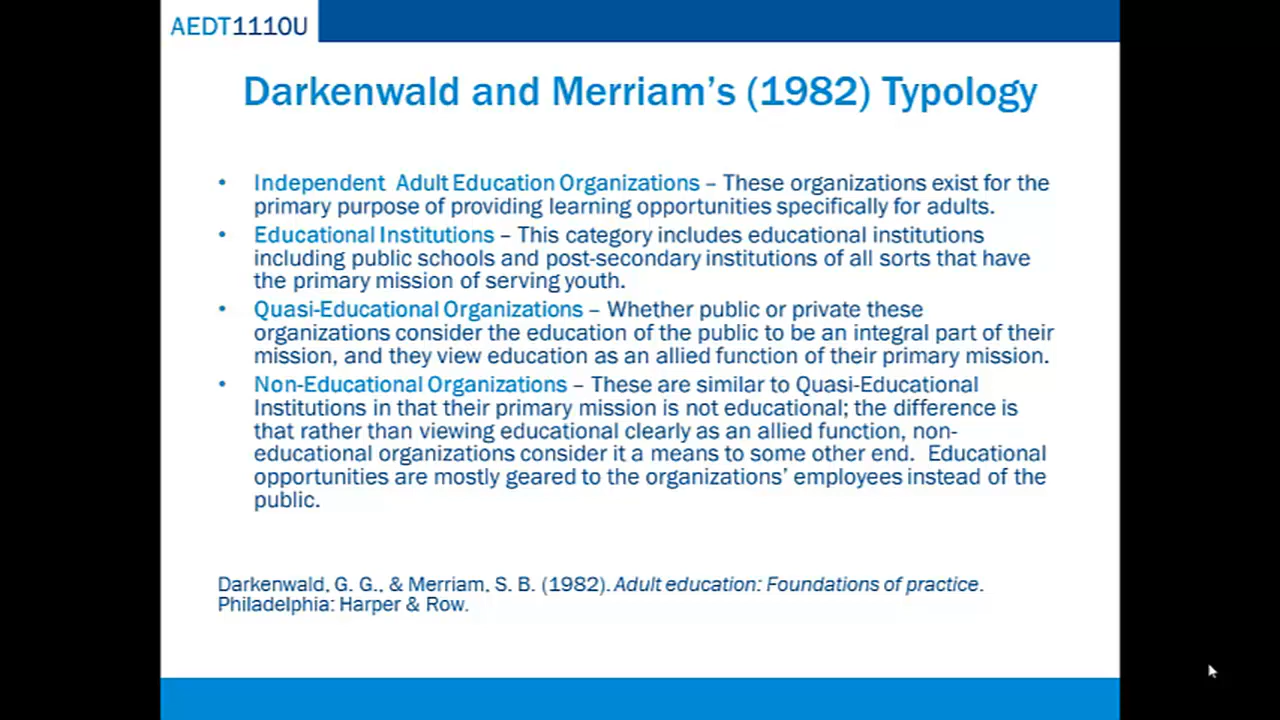 AEDT1110U
Darkenwald and Merriam's (1982) Typology
• Independent Adult Education Organizations – These organizations exist for the
primary purpose of providing learning opportunities specifically for adults.
• Educational Institutions – This category includes educational institutions
including public schools and post-secondary institutions of all sorts that have
the primary mission of serving youth.
• Quasi-Educational Organizations – Whether public or private these
organizations consider the education of the public to be an integral part of their
mission, and they view education as an allied function of their primary mission.
• Non-Educational Organizations – These are similar to Quasi-Educational
Institutions in that their primary mission is not educational; the difference is
that rather than viewing educational clearly as an allied function, non-
educational organizations consider it a means to some other end. Educational
opportunities are mostly geared to the organizations' employees instead of the
public.
Darkenwald, G. G., & Merriam, S. B. (1982). Adult education: Foundations of practice.
Philadelphia: Harper & Row.